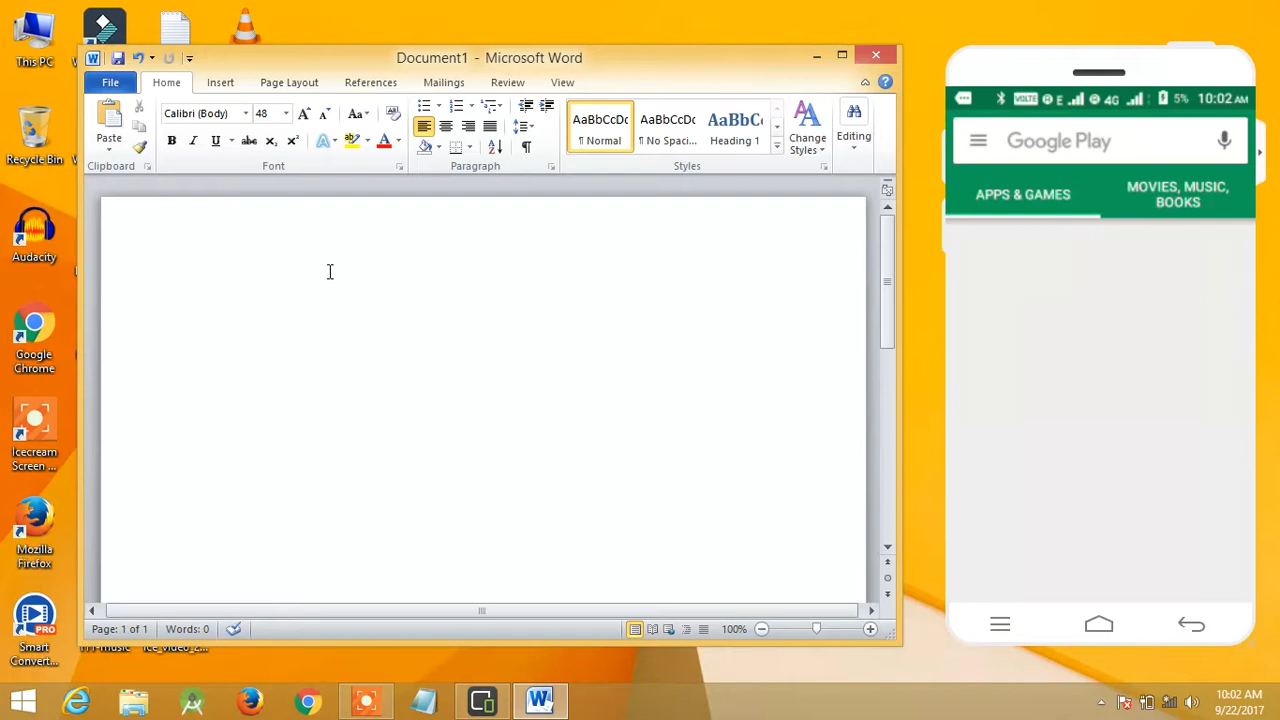 This PC
Recycle Bin
Audacity
Google
Chrome
Icecream
Screen ...
Mozilla
Firefox
PRO
Smart
Convert...
Document1 - Microsoft Word
File
Home
Insert
Page Layout
References
Mailings
Review
View
Paste
Clipboard
Calibri (Body)
48
Font
Paragraph
AaBbCcDc
¶ Normal
AaBbCcDc
¶ No Spaci...
AaBbC
Heading 1
Change
Styles
Styles
Editing
Page: 1 of 1
Words: 0
100%
VOLTE
E
4G
5%
10:02 AM
Google Play
APPS & GAMES
MOVIES, MUSIC,
BOOKS
10:02 AM
9/22/2017